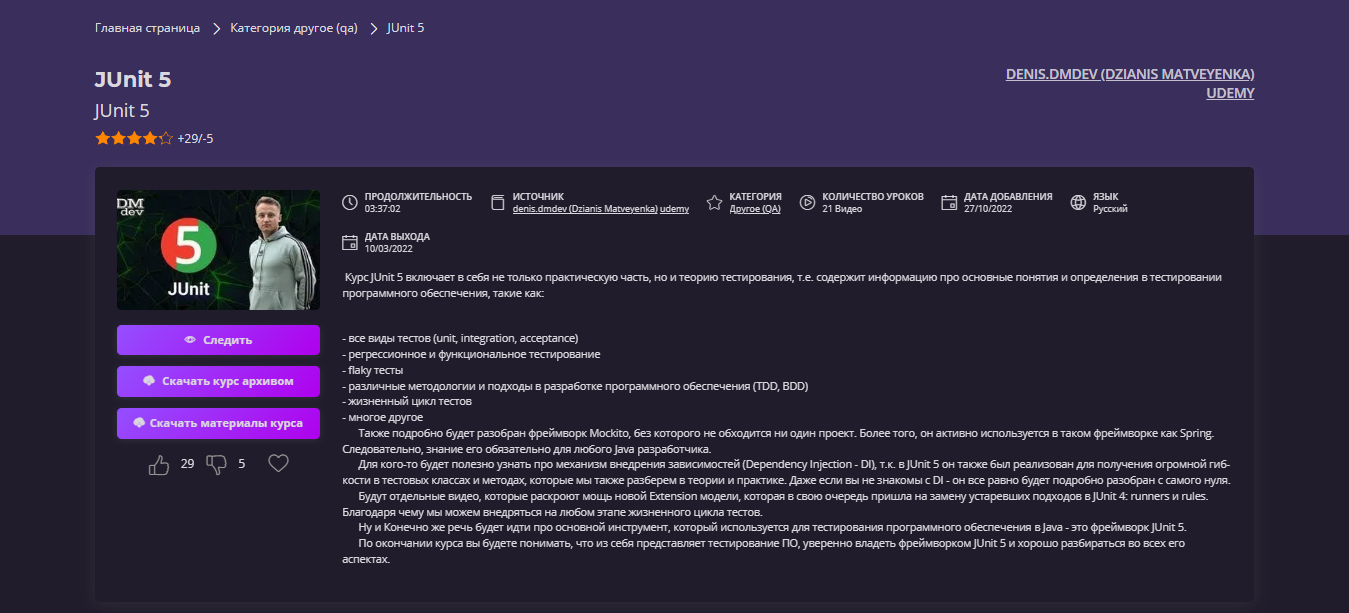 Главная страница > Категория другое (qa) > JUnit 5
JUnit 5
DENIS.DMDEV (DZIANIS MATVEYENKA)
UDEMY
JUnit 5
+29/-5
DM
dev
5
JUnit
ПРОДОЛЖИТЕЛЬНОСТЬ
03:37:02
ИСТОЧНИК
denis.dmdev (Dzianis Matveyenka) udemy
КАТЕГОРИЯ
Другое (QA)
КОЛИЧЕСТВО УРОКОВ
21 Видео
ДАТА ДОБАВЛЕНИЯ
27/10/2022
ЯЗЫК
Русский
ДАТА ВЫХОДА
10/03/2022
Следить
Скачать курс архивом
Скачать материалы курса
29 5
Курс JUnit 5 включает в себя не только практическую часть, но и теорию тестирования, т.е. содержит информацию про основные понятия и определения в тестировании
программного обеспечения, такие как:
- все виды тестов (unit, integration, acceptance)
- регрессионное и функциональное тестирование
- flaky тесты
- различные методологии и подходы в разработке программного обеспечения (TDD, BDD)
- жизненный цикл тестов
- многое другое
Также подробно будет разобран фреймворк Mockito, без которого не обходится ни один проект. Более того, он активно используется в таком фреймворке как Spring.
Следовательно, знание его обязательно для любого Java разработчика.
Для кого-то будет полезно узнать про механизм внедрения зависимостей (Dependency Injection - DI), т.к. в JUnit 5 он также был реализован для получения огромной гиб-
кости в тестовых классах и методах, которые мы также разберем в теории и практике. Даже если вы не знакомы с DI - он все равно будет подробно разобран с самого нуля.
Будут отдельные видео, которые раскроют мощь новой Extension модели, которая в свою очередь пришла на замену устаревших подходов в JUnit 4: runners и rules.
Благодаря чему мы можем внедряться на любом этапе жизненного цикла тестов.
Ну и Конечно же речь будет идти про основной инструмент, который используется для тестирования программного обеспечения в Java - это фреймворк JUnit 5.
По окончании курса вы будете понимать, что из себя представляет тестирование ПО, уверенно владеть фреймворком JUnit 5 и хорошо разбираться во всех его
аспектах.